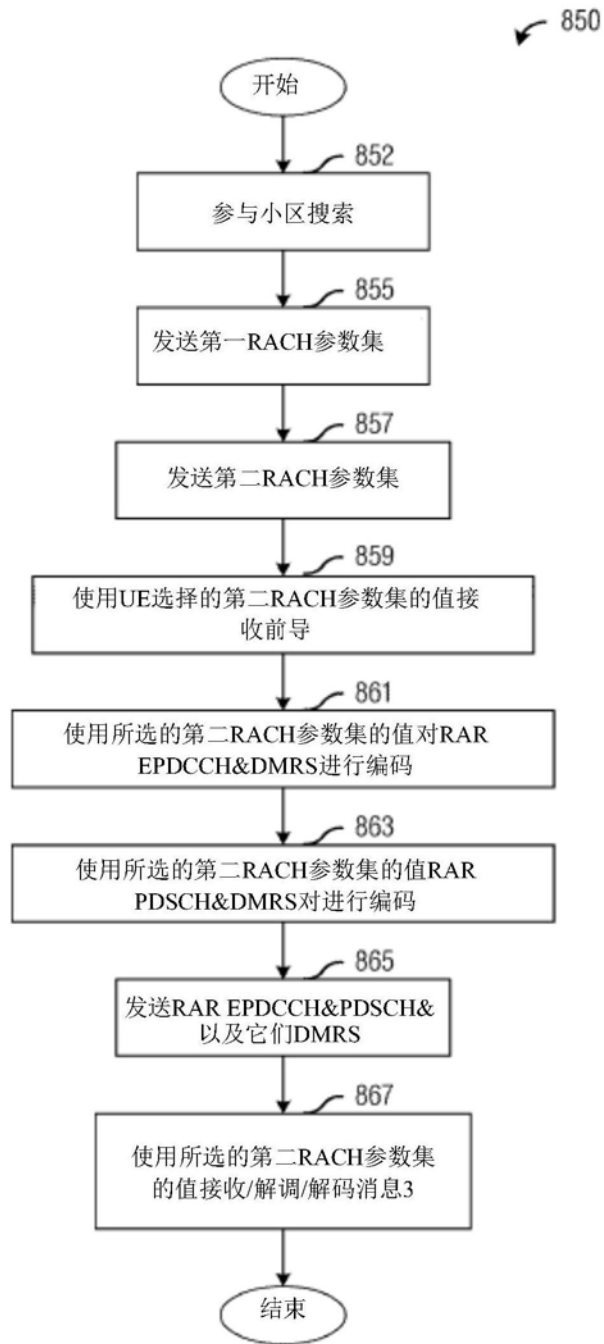 850
开始
852
参与小区搜索
855
发送第一RACH参数集
857
发送第二RACH参数集
859
使用UE选择的第二RACH参数集的值接
收前导
861
使用所选的第二RACH参数集的值对RAR
EPDCCH&DMRS进行编码
863
使用所选的第二RACH参数集的值RAR
PDSCH&DMRS对进行编码
865
发送RAR EPDCCH&PDSCH&
以及它们DMRS
867
使用所选的第二RACH参数集
的值接收/解调/解码消息3
结束